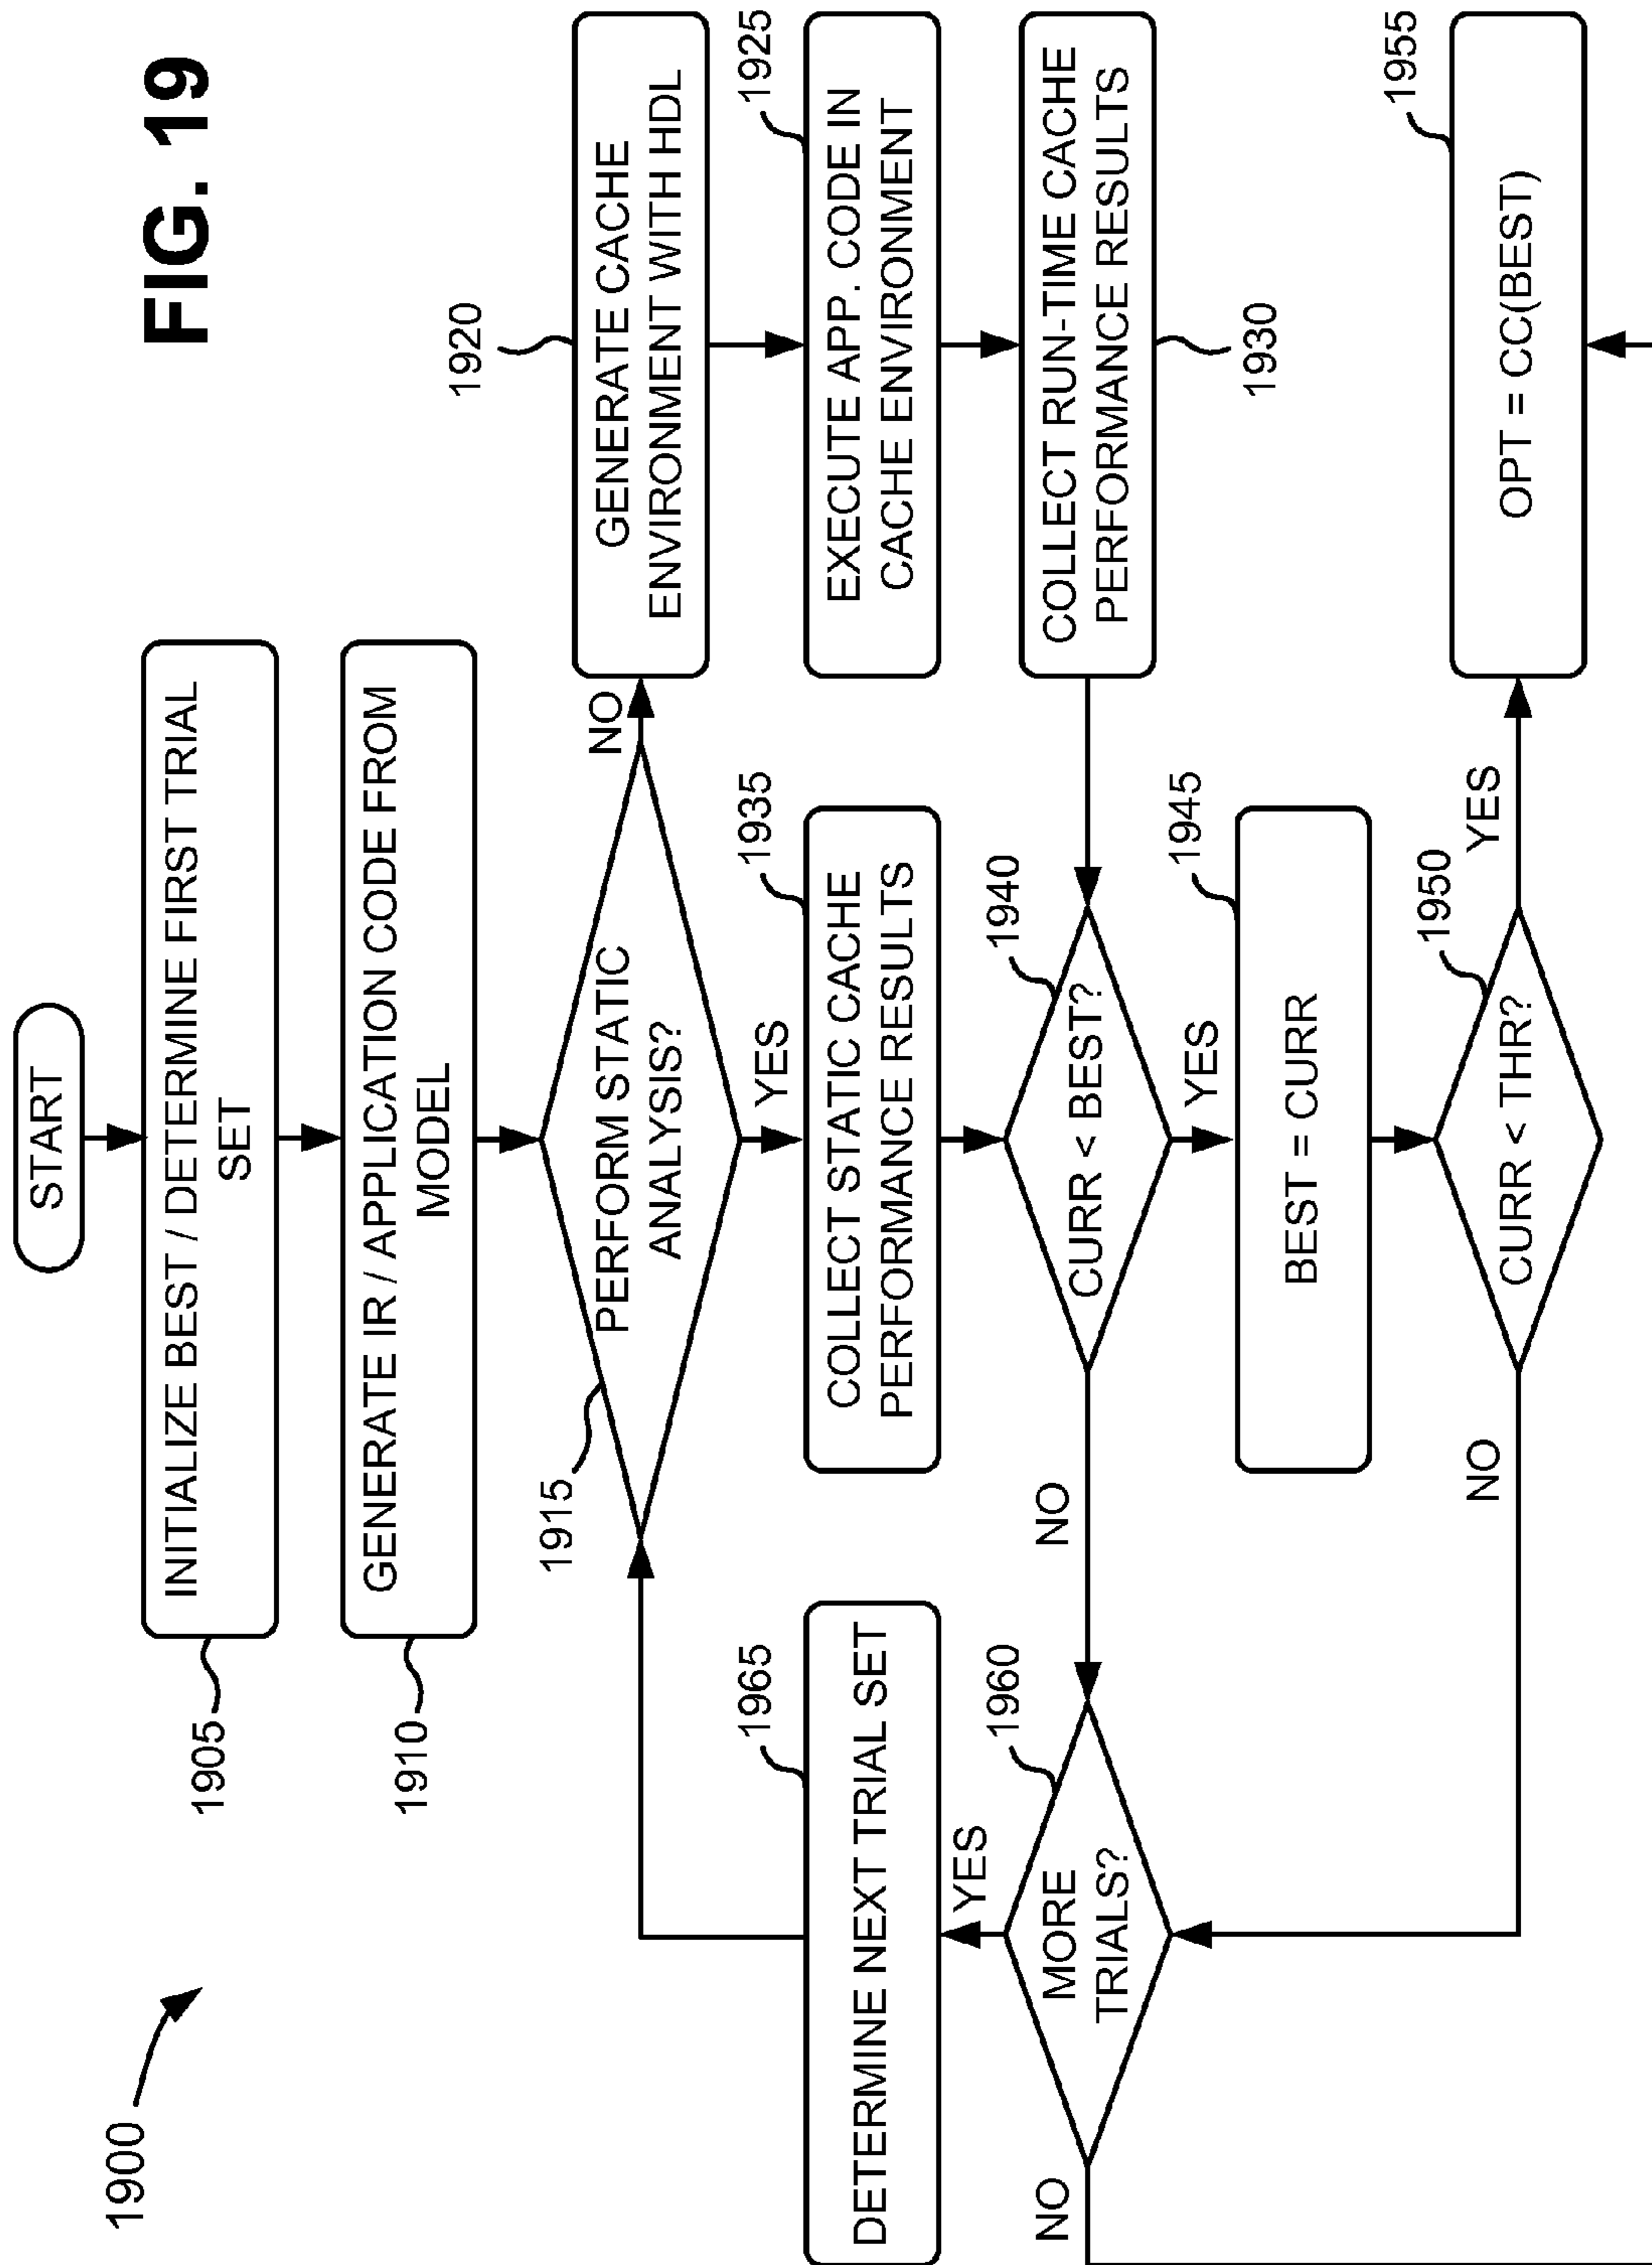 FIG. 19
1900
START
INITIALIZE BEST / DETERMINE FIRST TRIAL
SET
1905
GENERATE IR / APPLICATION CODE FROM
MODEL
1910
PERFORM STATIC
ANALYSIS?
1915
NO
YES
GENERATE CACHE
ENVIRONMENT WITH HDL
1920
EXECUTE APP. CODE IN
CACHE ENVIRONMENT
1925
COLLECT RUN-TIME CACHE
PERFORMANCE RESULTS
1930
COLLECT STATIC CACHE
PERFORMANCE RESULTS
1935
CURR < BEST?
1940
NO
YES
BEST = CURR
1945
CURR < THR?
1950
YES
NO
OPT = CC(BEST)
1955
MORE
TRIALS?
1960
YES
NO
DETERMINE NEXT TRIAL SET
1965